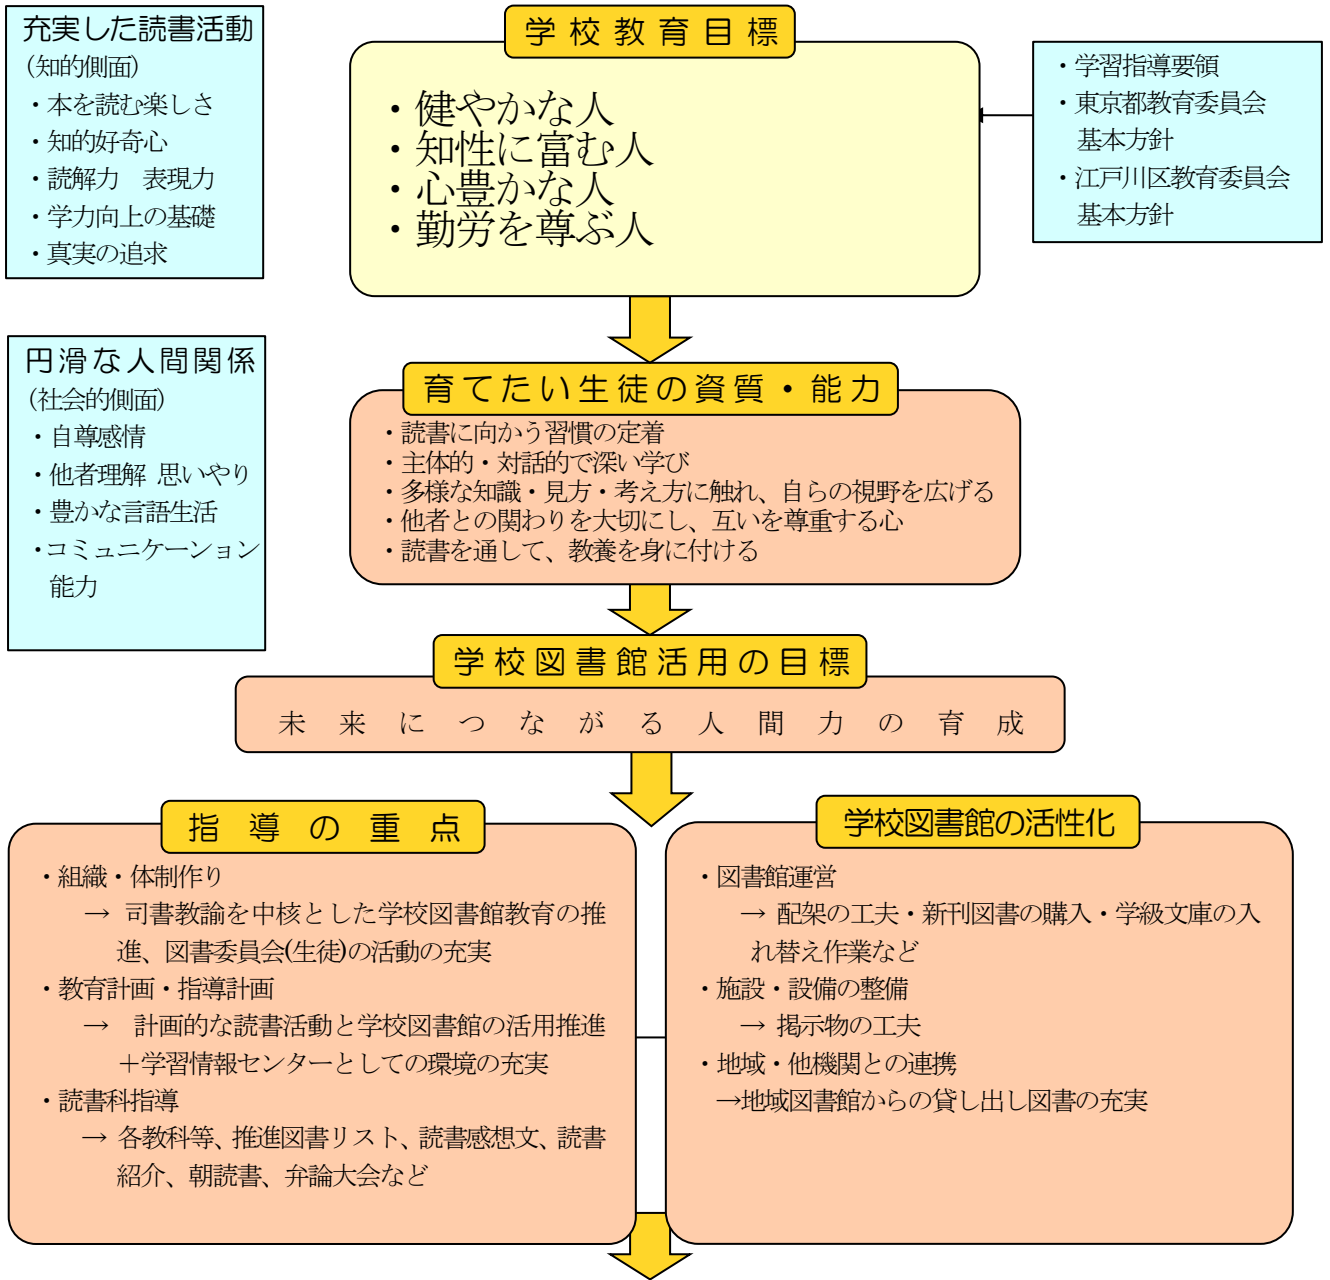 充実した読書活動
(知的側面)
・本を読む楽しさ
・知的好奇心
・読解力　表現力
・学力向上の基礎
・真実の追求
学校教育目標
・健やかな人
・知性に富む人
・心豊かな人
・勤労を尊ぶ人
・学習指導要領
・東京都教育委員会
基本方針
・江戸川区教育委員会
基本方針
円滑な人間関係
(社会的側面)
・自尊感情
・他者理解 思いやり
・豊かな言語生活
・コミュニケーション
能力
育てたい生徒の資質・能力
・読書に向かう習慣の定着
・主体的・対話的で深い学び
・多様な知識・見方・考え方に触れ、自らの視野を広げる
・他者との関わりを大切にし、互いを尊重する心
・読書を通して、教養を身に付ける
学校図書館活用の目標
未来につながる人間力の育成
指導の重点
・組織・体制作り
→ 司書教諭を中核とした学校図書館教育の推
進、図書委員会(生徒)の活動の充実
・教育計画・指導計画
→　計画的な読書活動と学校図書館の活用推進
＋学習情報センターとしての環境の充実
・読書科指導
→ 各教科等、推進図書リスト、読書感想文、読書
紹介、朝読書、弁論大会など
学校図書館の活性化
・図書館運営
→ 配架の工夫・新刊図書の購入・学級文庫の入
れ替え作業など
・施設・設備の整備
→ 掲示物の工夫
・地域・他機関との連携
→地域図書館からの貸し出し図書の充実